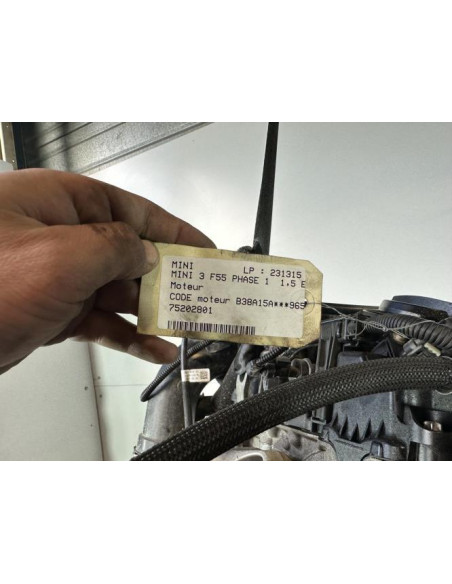 MINI LP : 231315
MINI 3 F55 PHASE 1 1.5 E
Moteur
CODE moteur B38A15A***965
75202801